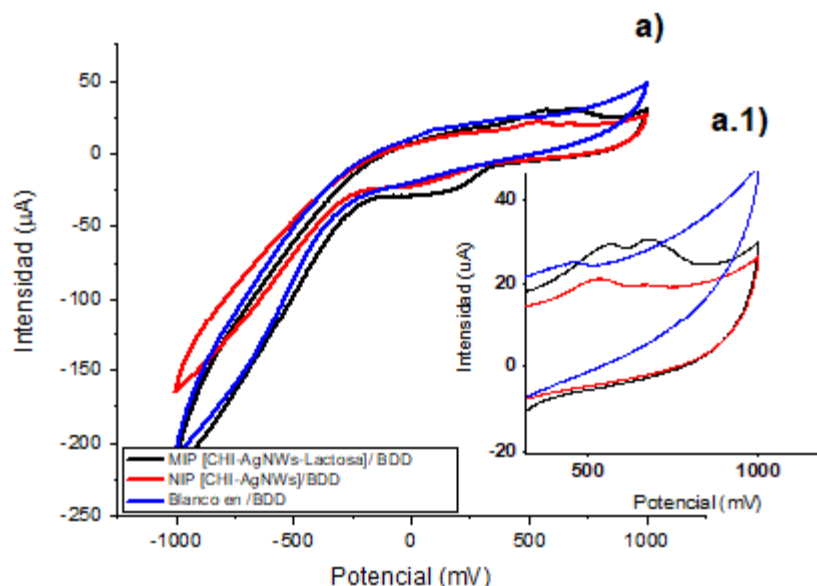 a)
50
0
-50
-100
-150
-200
-250
Intensidad (µA)
-1000
-500
0
500
1000
Potencial (mV)
MIP [CHI-AgNWs-Lactosa]/ BDD
NIP [CHI-AgNWs]/BDD
Blanco en /BDD
a.1)
40
20
0
-20
Intensidad (uA)
500
1000
Potencial (mV)